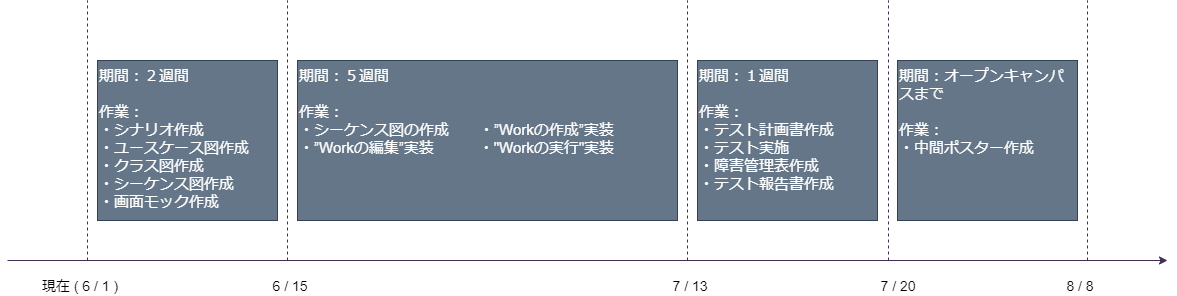 期間：２週間
作業：
・シナリオ作成
・ユースケース図作成
・クラス図作成
・シーケンス図作成
・画面モック作成
期間：５週間
作業：
・シーケンス図の作成　　・”Workの作成”実装
・”Workの編集”実装　　・”Workの実行”実装
期間：１週間
作業：
・テスト計画書作成
・テスト実施
・障害管理表作成
・テスト報告書作成
期間：オープンキャンパ
スまで
作業：
・中間ポスター作成
現在 ( 6 / 1 )
6 / 15
7 / 13
7 / 20
8 / 8